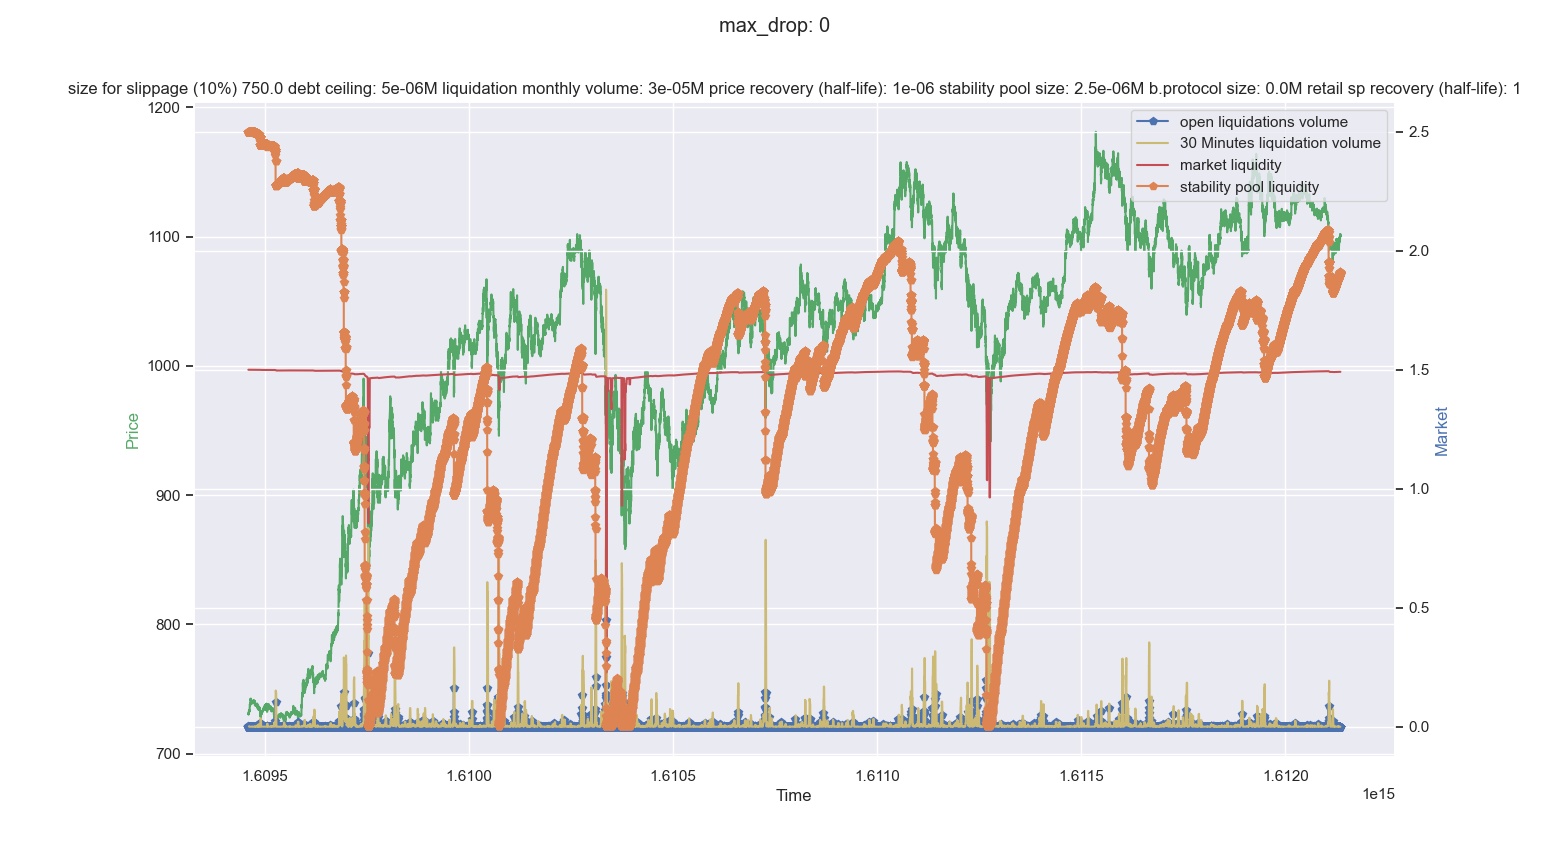 max_drop: 0
size for slippage (10%) 750.0 debt ceiling: 5e-06M liquidation monthly volume: 3e-05M price recovery (half-life): 1e-06 stability pool size: 2.5e-06M b.protocol size: 0.0M retail sp recovery (half-life): 1
1200
1100
1000
900
800
700
Price
open liquidations volume
30 Minutes liquidation volume
market liquidity
stability pool liquidity
2.5
2.0
1.5
1.0
0.5
0.0
Market
1.6095 1.6100 1.6105 1.6110 1.6115 1.6120
Time
1e15